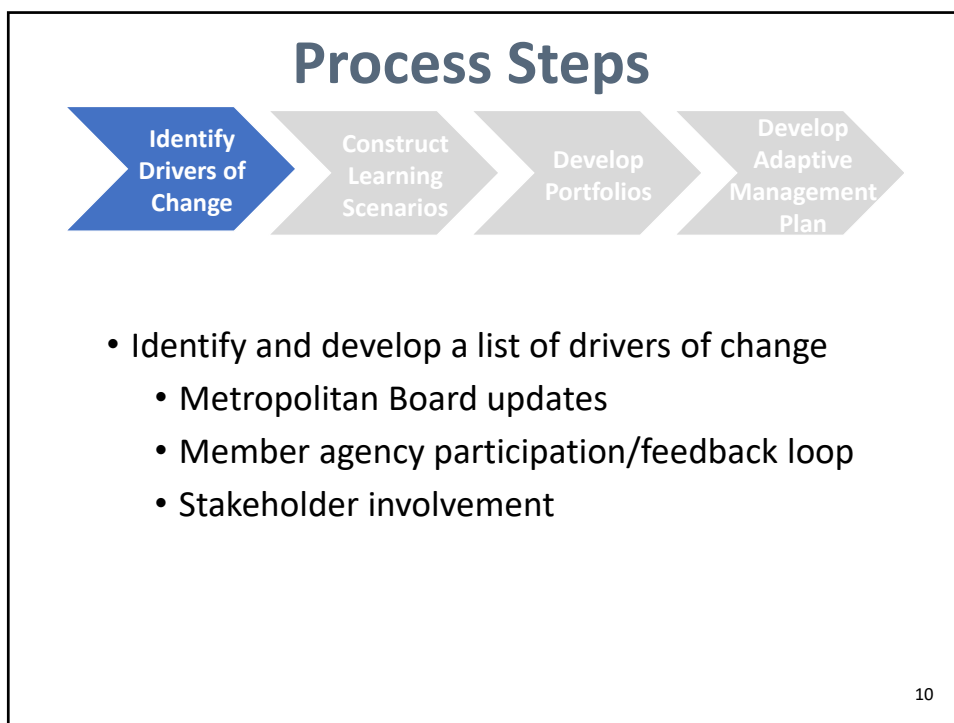 Process Steps
Identify
Drivers of
Change
Construct
Learning
Scenarios
Develop
Portfolios
Develop
Adaptive
Management
Plan
• Identify and develop a list of drivers of change
• Metropolitan Board updates
• Member agency participation/feedback loop
• Stakeholder involvement
10